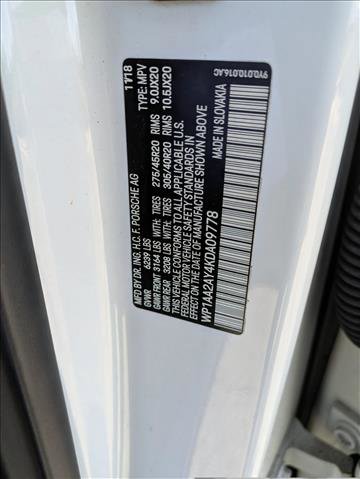 MFD BY DR. ING. H.C. F. PORSCHE AG 11/18
GVWR 6239 LBS TYPE: MPV
GAWR FRONT 3164 LBS WITH: TIRES 275/45R20 RIMS 9.0JX20
GAWR REAR 3208 LBS WITH: TIRES 305/40R20 RIMS 10.5JX20
THIS VEHICLE CONFORMS TO ALL APPLICABLE U.S.
FEDERAL MOTOR VEHICLE SAFETY STANDARDS
IN EFFECT ON THE DATE OF MANUFACTURE SHOWN ABOVE
WP1AA2AY4KDA09778 MADE IN SLOVAKIA
9Y0.010.016.AC